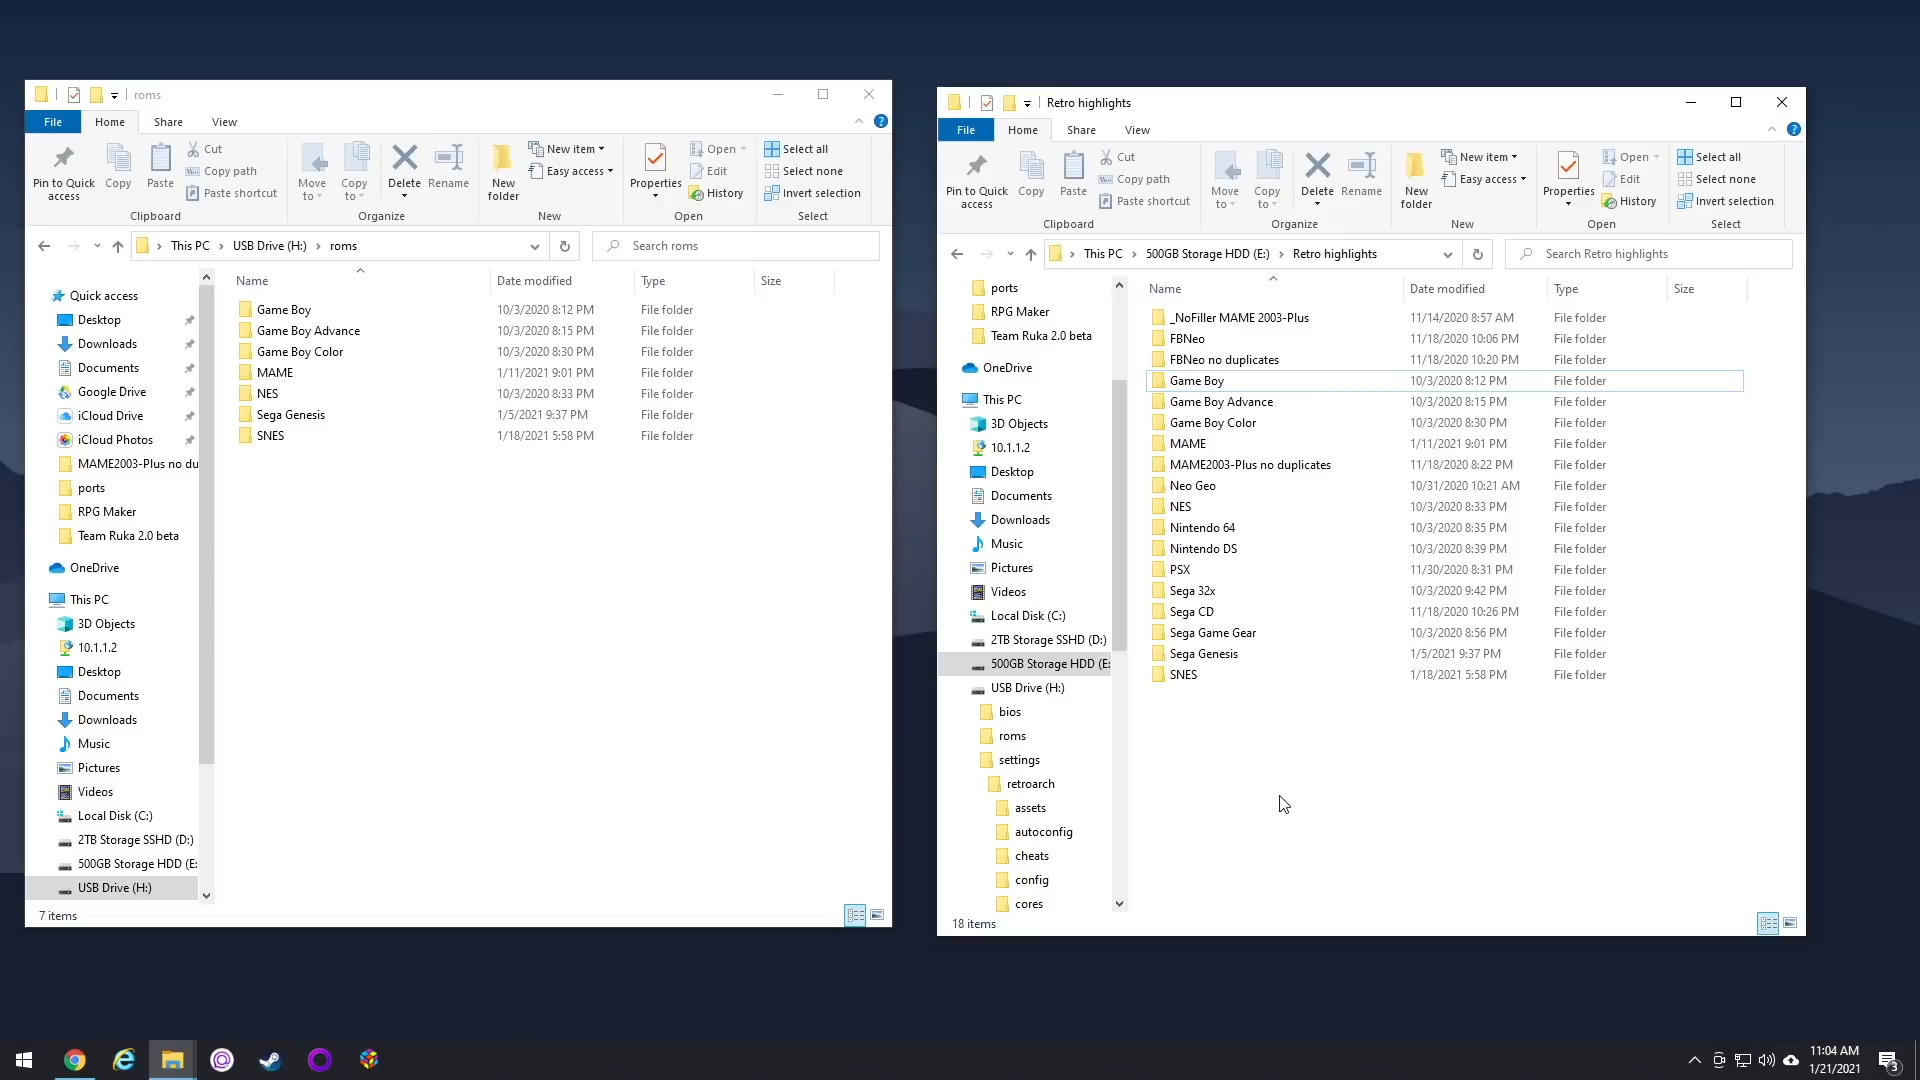 roms
File Home Share View
Pin to Quick access
Copy
Paste
Cut
Copy path
Paste shortcut
Clipboard
Move to
Copy to
Delete
Rename
Organize
New folder
New item
Easy access
New
Properties
Open
Edit
History
Open
Select all
Select none
Invert selection
Select
This PC USB Drive (H:) roms
Search roms
Quick access
Desktop
Downloads
Documents
Google Drive
iCloud Drive
iCloud Photos
MAME2003-Plus no du
ports
RPG Maker
Team Ruka 2.0 beta
OneDrive
This PC
3D Objects
10.1.1.2
Desktop
Documents
Downloads
Music
Pictures
Videos
Local Disk (C:)
2TB Storage SSHD (D:)
500GB Storage HDD (E:
USB Drive (H:)
Name Date modified Type Size
Game Boy 10/3/2020 8:12 PM File folder
Game Boy Advance 10/3/2020 8:15 PM File folder
Game Boy Color 10/3/2020 8:30 PM File folder
MAME 1/11/2021 9:01 PM File folder
NES 10/3/2020 8:33 PM File folder
Sega Genesis 1/5/2021 9:37 PM File folder
SNES 1/18/2021 5:58 PM File folder
7 items
Retro highlights
File Home Share View
Pin to Quick access
Copy
Paste
Cut
Copy path
Paste shortcut
Clipboard
Move to
Copy to
Delete
Rename
Organize
New folder
New item
Easy access
New
Properties
Open
Edit
History
Open
Select all
Select none
Invert selection
Select
This PC 500GB Storage HDD (E:) Retro highlights
Search Retro highlights
ports
RPG Maker
Team Ruka 2.0 beta
OneDrive
This PC
3D Objects
10.1.1.2
Desktop
Documents
Downloads
Music
Pictures
Videos
Local Disk (C:)
2TB Storage SSHD (D:)
500GB Storage HDD (E:
USB Drive (H:)
bios
roms
settings
retroarch
assets
autoconfig
cheats
config
cores
Name Date modified Type Size
_NoFiller MAME 2003-Plus 11/14/2020 8:57 AM File folder
FBNeo 11/18/2020 10:06 PM File folder
FBNeo no duplicates 11/18/2020 10:20 PM File folder
Game Boy 10/3/2020 8:12 PM File folder
Game Boy Advance 10/3/2020 8:15 PM File folder
Game Boy Color 10/3/2020 8:30 PM File folder
MAME 1/11/2021 9:01 PM File folder
MAME2003-Plus no duplicates 11/18/2020 8:22 PM File folder
Neo Geo 10/31/2020 10:21 AM File folder
NES 10/3/2020 8:33 PM File folder
Nintendo 64 10/3/2020 8:35 PM File folder
Nintendo DS 10/3/2020 8:39 PM File folder
PSX 11/30/2020 8:31 PM File folder
Sega 32x 10/3/2020 9:42 PM File folder
Sega CD 11/18/2020 10:26 PM File folder
Sega Game Gear 10/3/2020 8:56 PM File folder
Sega Genesis 1/5/2021 9:37 PM File folder
SNES 1/18/2021 5:58 PM File folder
18 items
11:04 AM
1/21/2021
3